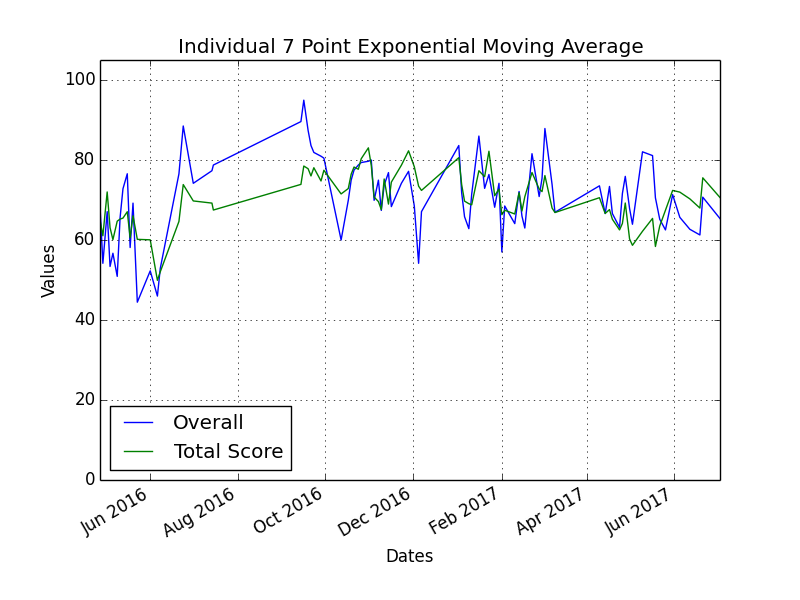 Individual 7 Point Exponential Moving Average
100
80
60
40
20
0
Values
Overall
Total Score
Jun 2016
Aug 2016
Oct 2016
Dec 2016
Feb 2017
Apr 2017
Jun 2017
Dates